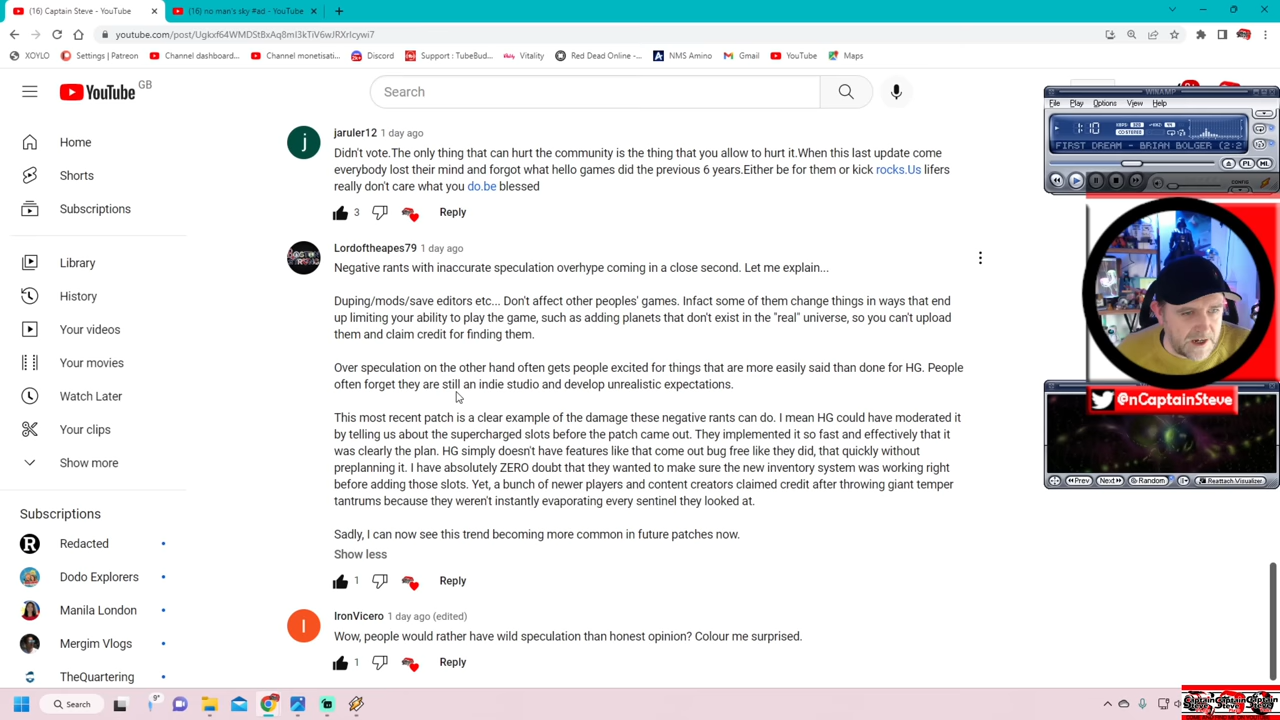 (16) Captain Steve - YouTube
(16) no man's sky #ad - YouTube
youtube.com/post/Ugkxf64WMDStBxAq8mI3kTiV6wJRXrIcywi7
XOYLO
Settings | Patreon
Channel dashboard...
Channel monetisati...
Discord
Support : TubeBud...
Vitality
Red Dead Online -...
NMS Amino
Gmail
YouTube
Maps
YouTube GB
Search
Home
Shorts
Subscriptions
Library
History
Your videos
Your movies
Watch Later
Your clips
Show more
Subscriptions
Redacted
Dodo Explorers
Manila London
Mergim Vlogs
TheQuartering
jaruler12 1 day ago
Didn't vote.The only thing that can hurt the community is the thing that you allow to hurt it.When this last update come
everybody lost their mind and forgot what hello games did the previous 6 years.Either be for them or kick rocks.Us lifers
really don't care what you do.be blessed
3 Reply
Lordoftheapes79 1 day ago
Negative rants with inaccurate speculation overhype coming in a close second. Let me explain...
Duping/mods/save editors etc... Don't affect other peoples' games. Infact some of them change things in ways that end
up limiting your ability to play the game, such as adding planets that don't exist in the "real" universe, so you can't upload
them and claim credit for finding them.
Over speculation on the other hand often gets people excited for things that are more easily said than done for HG. People
often forget they are still an indie studio and develop unrealistic expectations.
This most recent patch is a clear example of the damage these negative rants can do. I mean HG could have moderated it
by telling us about the supercharged slots before the patch came out. They implemented it so fast and effectively that it
was clearly the plan. HG simply doesn't have features like that come out bug free like they did, that quickly without
preplanning it. I have absolutely ZERO doubt that they wanted to make sure the new inventory system was working right
before adding those slots. Yet, a bunch of newer players and content creators claimed credit after throwing giant temper
tantrums because they weren't instantly evaporating every sentinel they looked at.
Sadly, I can now see this trend becoming more common in future patches now.
Show less
1 Reply
IronVicero 1 day ago (edited)
Wow, people would rather have wild speculation than honest opinion? Colour me surprised.
1 Reply
WINAMP
File Play Options View Help
1:10
FIRST DREAM - BRIAN BOLGER (2:2
PL ML
@nCaptainSteve
Prev Next Random Reattach Visualizer
Search
9°